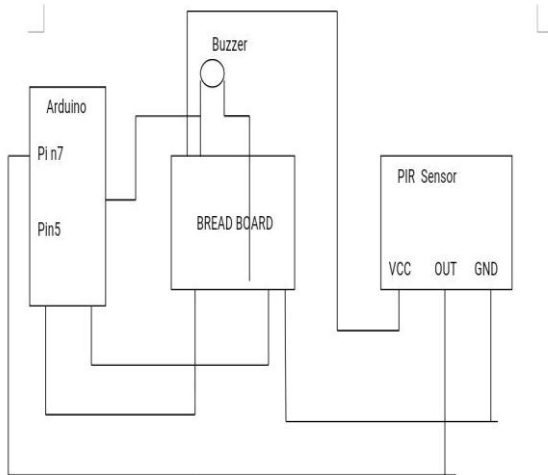 Buzzer
Arduino
Pi n7
Pin5
BREAD BOARD
PIR Sensor
VCC OUT GND